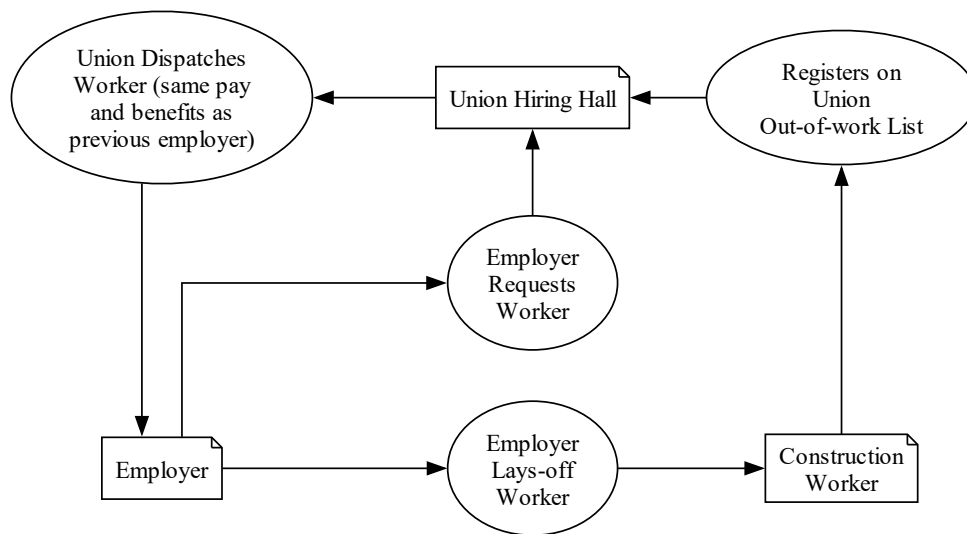 Union Dispatches
Worker (same pay
and benefits as
previous employer)
Union Hiring Hall
Registers on
Union
Out-of-work List
Employer
Requests
Worker
Employer
Employer
Lays-off
Worker
Construction
Worker